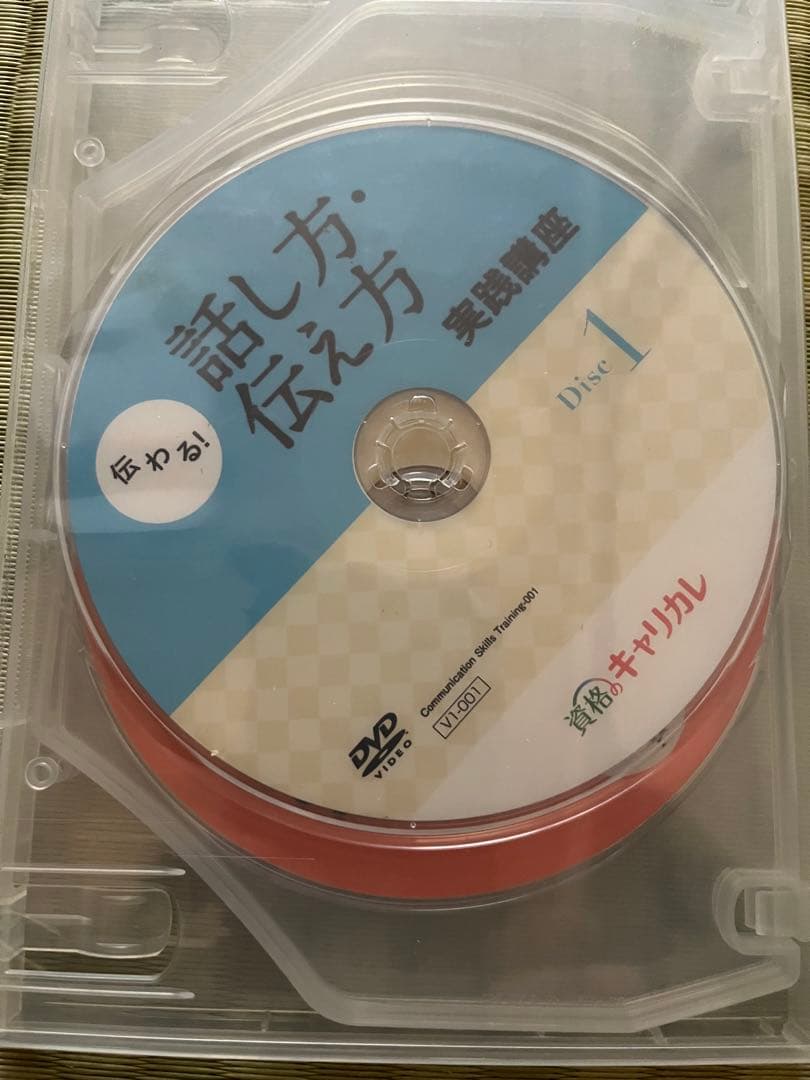 伝わる!
話し方・
伝え方
実践講座
Disc 1
Communication Skills Training-001
V1-001
DVD
VIDEO
資格のキャリカレ